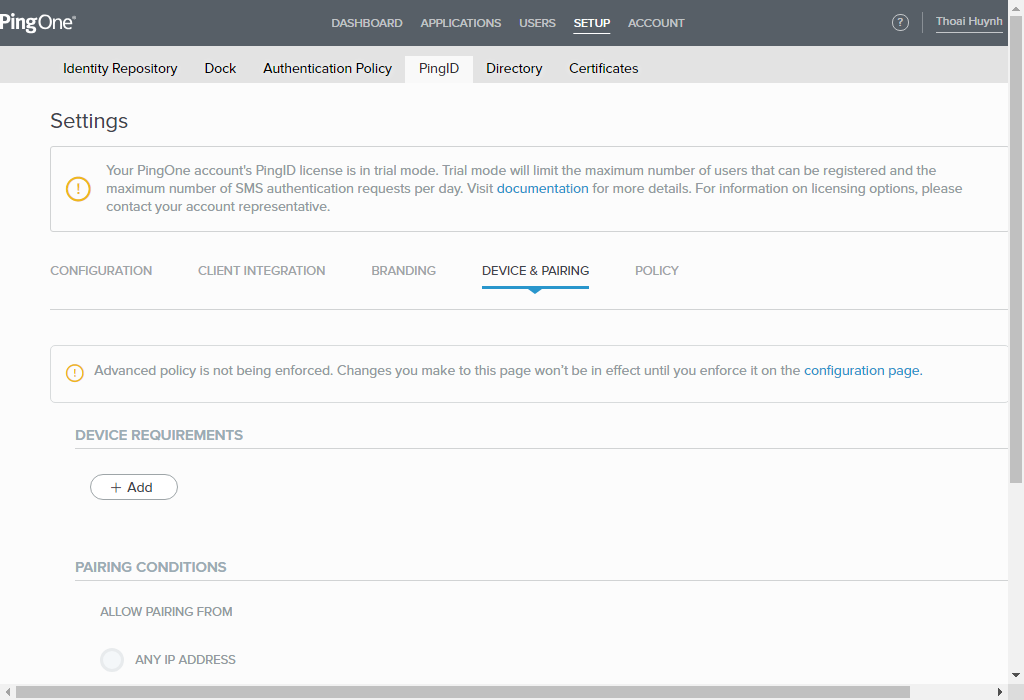 PingOne®
DASHBOARD APPLICATIONS USERS SETUP ACCOUNT
? Thoai Huynh
Identity Repository Dock Authentication Policy PingID Directory Certificates
Settings
! Your PingOne account's PingID license is in trial mode. Trial mode will limit the maximum number of users that can be registered and the
maximum number of SMS authentication requests per day. Visit documentation for more details. For information on licensing options, please
contact your account representative.
CONFIGURATION CLIENT INTEGRATION BRANDING DEVICE & PAIRING POLICY
! Advanced policy is not being enforced. Changes you make to this page won't be in effect until you enforce it on the configuration page.
DEVICE REQUIREMENTS
+ Add
PAIRING CONDITIONS
ALLOW PAIRING FROM
ANY IP ADDRESS